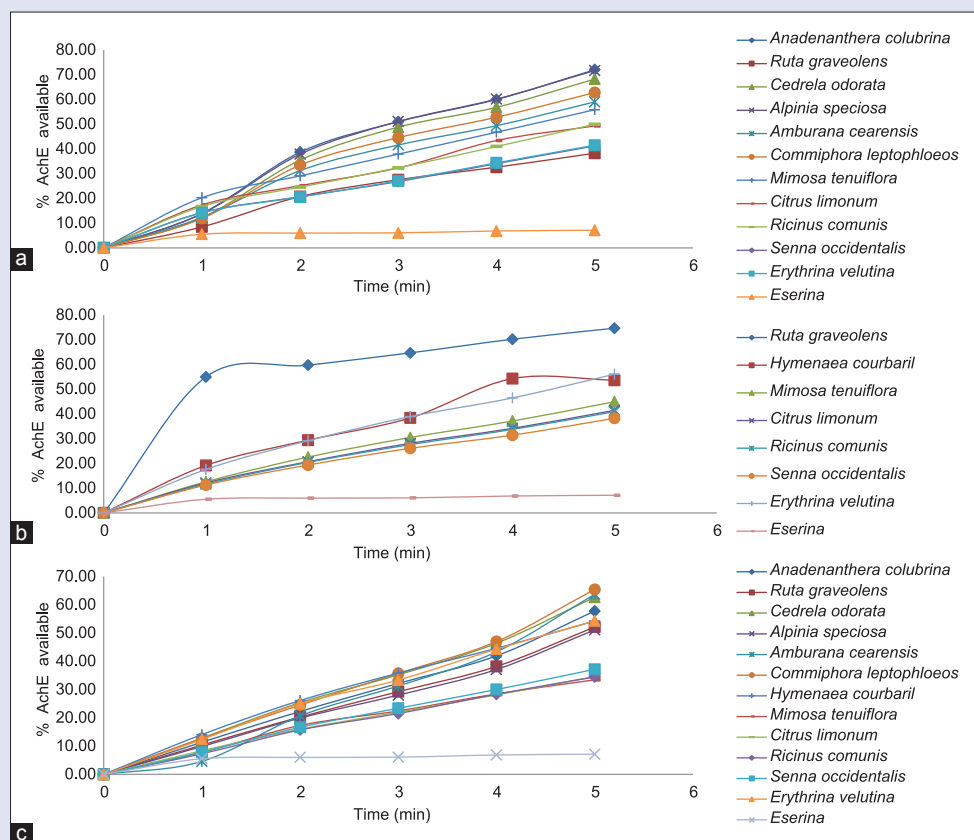 80.00
70.00
60.00
50.00
40.00
30.00
20.00
10.00
0.00
% AchE available
0 1 2 3 4 5 6
Time (min)
a
Anadenanthera colubrina
Ruta graveolens
Cedrela odorata
Alpinia speciosa
Amburana cearensis
Commiphora leptophloeos
Mimosa tenuiflora
Citrus limonum
Ricinus comunis
Senna occidentalis
Erythrina velutina
Eserina
80.00
70.00
60.00
50.00
40.00
30.00
20.00
10.00
0.00
% AchE available
0 1 2 3 4 5 6
Time (min)
b
Ruta graveolens
Hymenaea courbaril
Mimosa tenuiflora
Citrus limonum
Ricinus comunis
Senna occidentalis
Erythrina velutina
Eserina
70.00
60.00
50.00
40.00
30.00
20.00
10.00
0.00
% AchE available
0 1 2 3 4 5 6
Time (min)
c
Anadenanthera colubrina
Ruta graveolens
Cedrela odorata
Alpinia speciosa
Amburana cearensis
Commiphora leptophloeos
Hymenaea courbaril
Mimosa tenuiflora
Citrus limonum
Ricinus comunis
Senna occidentalis
Erythrina velutina
Eserina